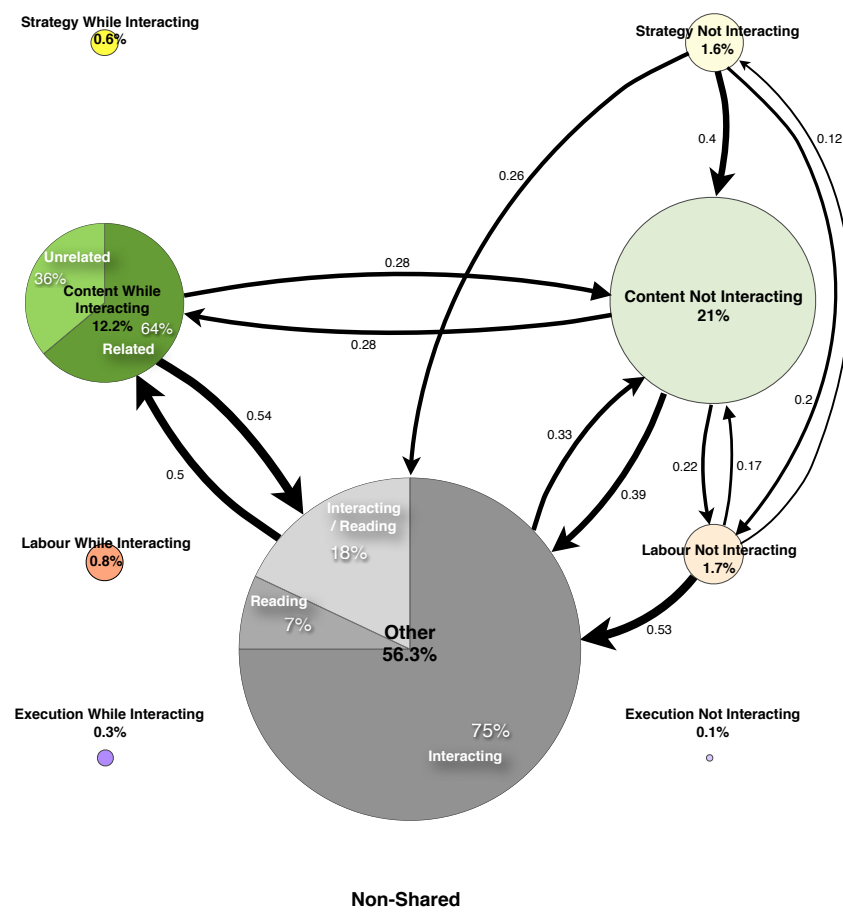 Strategy While Interacting
0.6%
Strategy Not Interacting
1.6%
0.4
0.12
0.26
Unrelated
36%
Content While
Interacting
12.2%
64%
Related
0.28
0.28
Content Not Interacting
21%
0.54
0.5
0.33
0.39
0.22
0.17
0.2
Interacting
/ Reading
18%
Reading
7%
Other
56.3%
75%
Interacting
Labour While Interacting
0.8%
Labour Not Interacting
1.7%
0.53
Execution While Interacting
0.3%
Execution Not Interacting
0.1%
Non-Shared